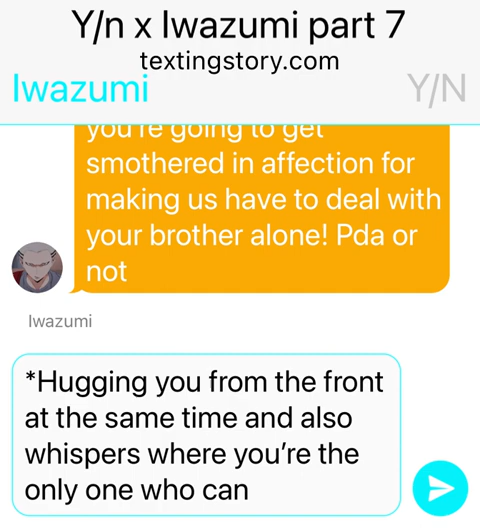 Y/n x Iwazumi part 7
textingstory.com
Iwazumi Y/N
you're going to get
smothered in affection for
making us have to deal with
your brother alone! Pda or
not
Iwazumi
*Hugging you from the front
at the same time and also
whispers where you're the
only one who can